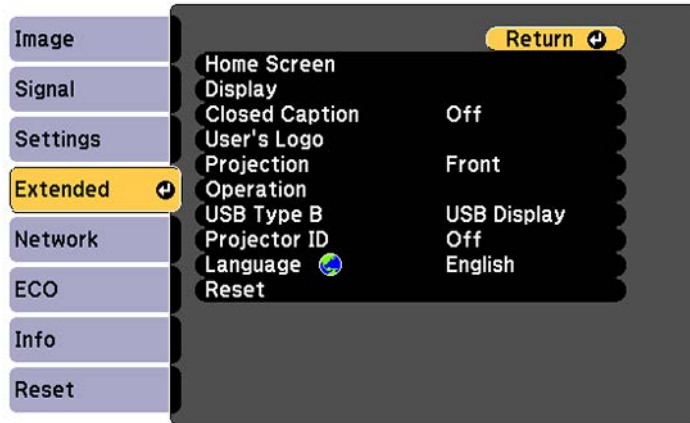 Image
Signal
Settings
Extended
Network
ECO
Info
Reset
Return
Home Screen
Display
Closed Caption Off
User's Logo
Projection Front
Operation
USB Type B USB Display
Projector ID Off
Language English
Reset